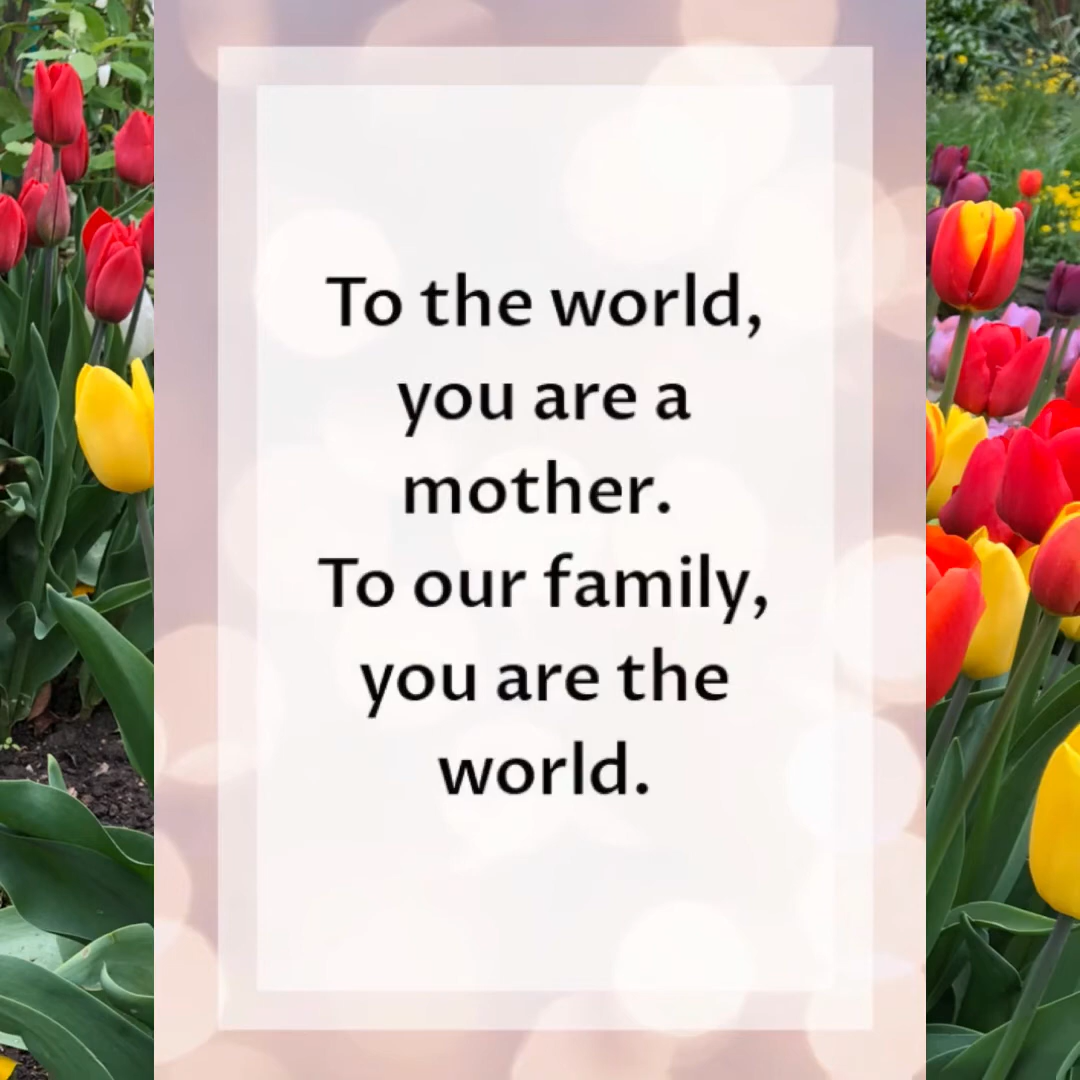 To the world,
you are a
mother.
To our family,
you are the
world.